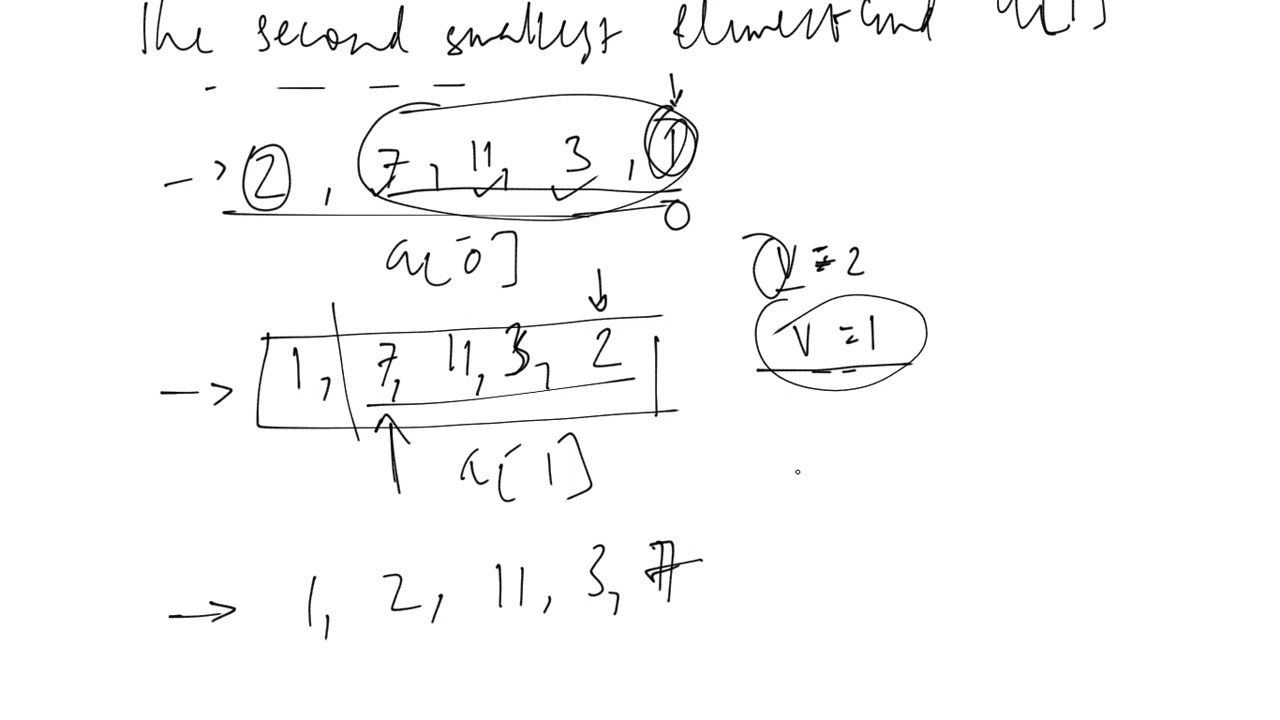 The second smallest element and a[1]
→ 2, 7, 11, 3, 1
0
a[0]
V = 2
V = 1
→ 1, 7, 11, 3, 2
a[1]
→ 1, 2, 11, 3, 7